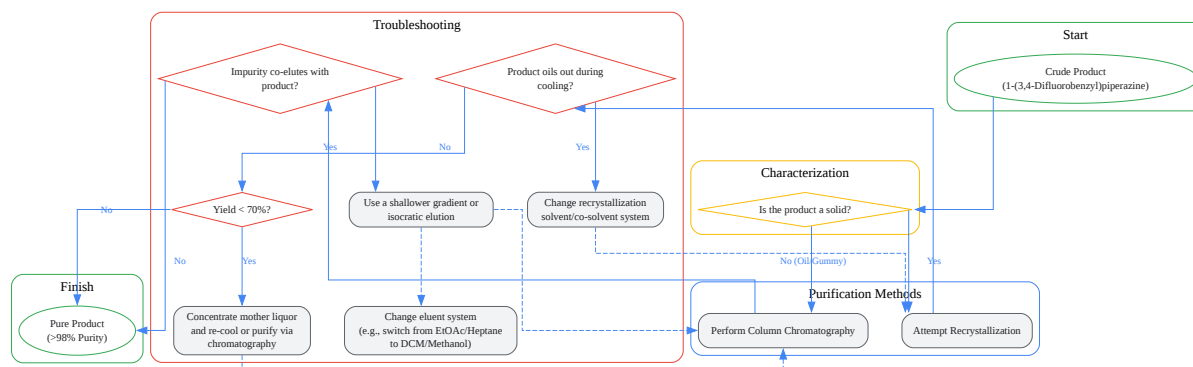 Troubleshooting
Start
Impurity co-elutes with
product?
Product oils out during
cooling?
Crude Product
(1-(3,4-Difluorobenzyl)piperazine)
Yes
No
Yes
Characterization
Yield < 70%?
Use a shallower gradient or
isocratic elution
Change recrystallization
solvent/co-solvent system
Is the product a solid?
No
No
Yes
No (Oil/Gummy)
Yes
Finish
Purification Methods
Pure Product
(>98% Purity)
Concentrate mother liquor
and re-cool or purify via
chromatography
Change eluent system
(e.g., switch from EtOAc/Heptane
to DCM/Methanol)
Perform Column Chromatography
Attempt Recrystallization